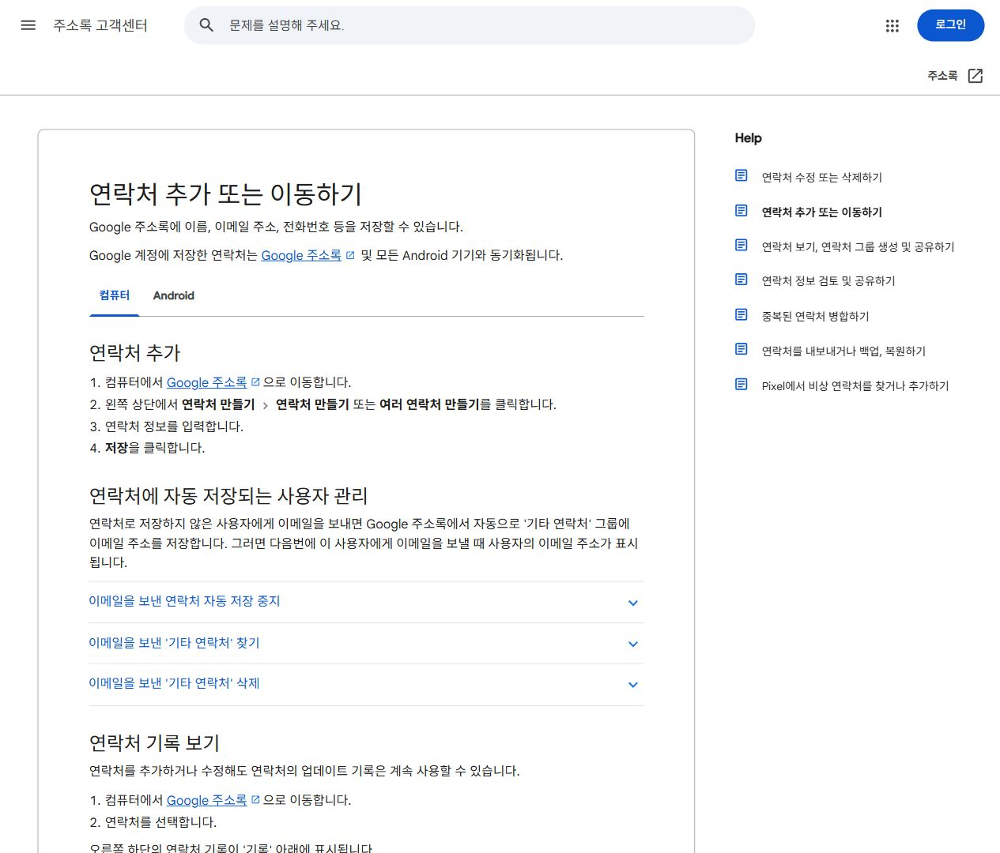 주소록 고객센터
문제를 설명해 주세요.
로그인
주소록
연락처 추가 또는 이동하기
Google 주소록에 이름, 이메일 주소, 전화번호 등을 저장할 수 있습니다.
Google 계정에 저장한 연락처는 Google 주소록 및 모든 Android 기기와 동기화됩니다.
컴퓨터 Android
연락처 추가
1. 컴퓨터에서 Google 주소록 으로 이동합니다.
2. 왼쪽 상단에서 연락처 만들기 > 연락처 만들기 또는 여러 연락처 만들기를 클릭합니다.
3. 연락처 정보를 입력합니다.
4. 저장을 클릭합니다.
연락처에 자동 저장되는 사용자 관리
연락처로 저장하지 않은 사용자에게 이메일을 보내면 Google 주소록에서 자동으로 '기타 연락처' 그룹에
이메일 주소를 저장합니다. 그러면 다음번에 이 사용자에게 이메일을 보낼 때 사용자의 이메일 주소가 표시
됩니다.
이메일을 보낸 연락처 자동 저장 중지
이메일을 보낸 '기타 연락처' 찾기
이메일을 보낸 '기타 연락처' 삭제
연락처 기록 보기
연락처를 추가하거나 수정해도 연락처의 업데이트 기록은 계속 사용할 수 있습니다.
1. 컴퓨터에서 Google 주소록 으로 이동합니다.
2. 연락처를 선택합니다.
오른쪽 하단의 연락처 기록이 '기록' 아래에 표시됩니다
Help
연락처 수정 또는 삭제하기
연락처 추가 또는 이동하기
연락처 보기, 연락처 그룹 생성 및 공유하기
연락처 정보 검토 및 공유하기
중복된 연락처 병합하기
연락처를 내보내거나 백업, 복원하기
Pixel에서 비상 연락처를 찾거나 추가하기